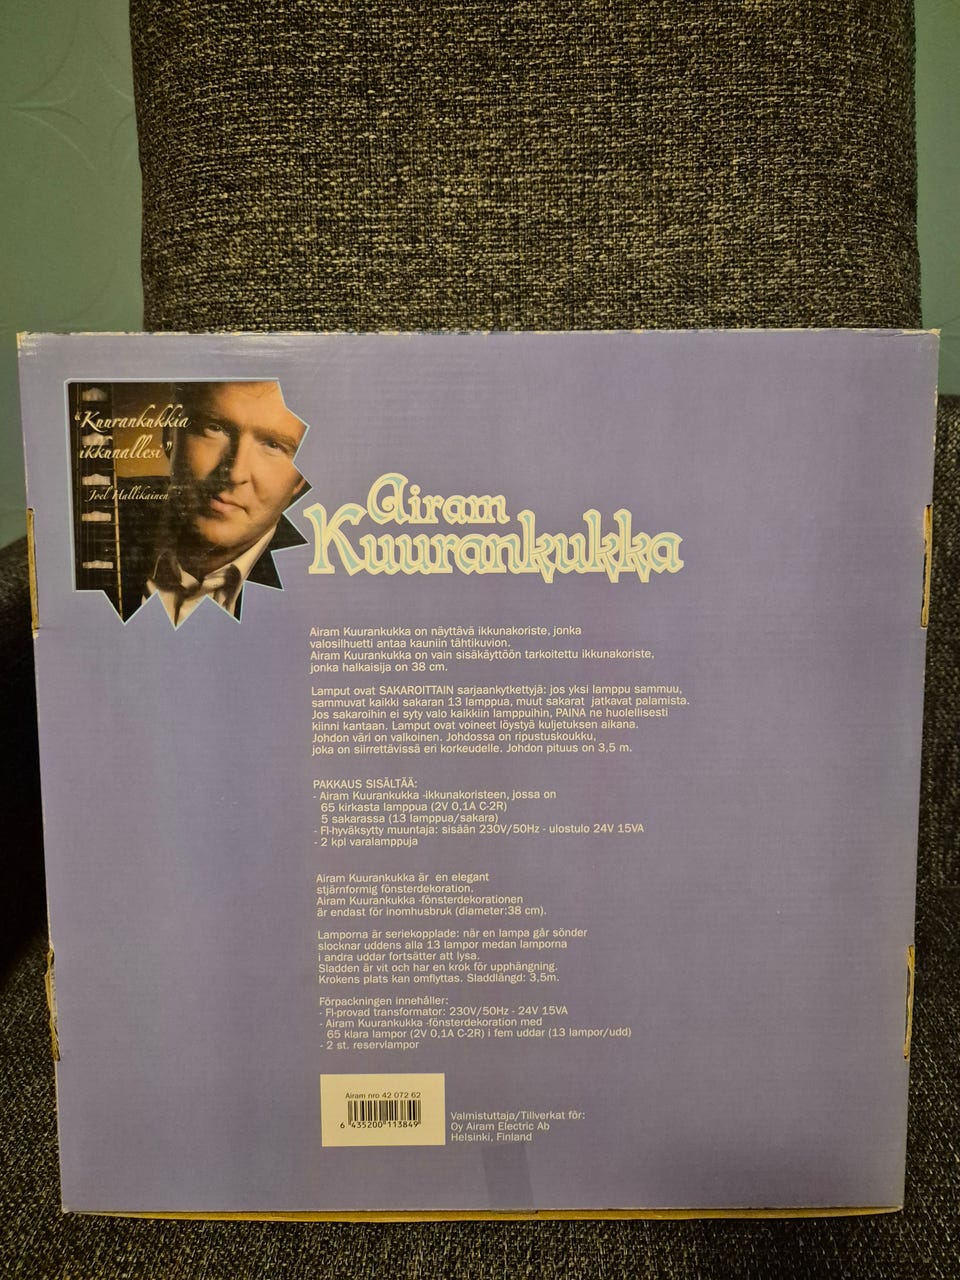 “Kuurankukkia
ikkunallesi”
Joel Hallikainen
Airam
Kuurankukka
Airam Kuurankukka on näyttävä ikkunakoriste, jonka
valosilhuetti antaa kauniin tähtikuvion.
Airam Kuurankukka on vain sisäkäyttöön tarkoitettu ikkunakoriste,
jonka halkaisija on 38 cm.
Lamput ovat SAKAROITTAIN sarjaankytkettyjä: jos yksi lamppu sammuu,
sammuvat kaikki sakaran 13 lamppua, muut sakarat jatkavat palamista.
Jos sakaroihin ei syty valo kaikkiin lamppuihin, PAINA ne huolellisesti
kiinni kantaan. Lamput ovat voineet löystyä kuljetuksen aikana.
Johdon väri on valkoinen. Johdossa on ripustuskoukku,
joka on siirrettävissä eri korkeudelle. Johdon pituus on 3,5 m.
PAKKAUS SISÄLTÄÄ:
- Airam Kuurankukka -ikkunakoristeen, jossa on
65 kirkasta lamppua (2V 0,1A C-2R)
5 sakarassa (13 lamppua/sakara)
- FI-hyväksytty muuntaja: sisään 230V/50Hz - ulostulo 24V 15VA
- 2 kpl varalamppuja
Airam Kuurankukka är en elegant
stjärnformig fönsterdekoration.
Airam Kuurankukka -fönsterdekorationen
är endast för inomhusbruk (diameter:38 cm).
Lamporna är seriekopplade: när en lampa går sönder
slocknar uddens alla 13 lampor medan lamporna
i andra uddar fortsätter att lysa.
Sladden är vit och har en krok för upphängning.
Krokens plats kan omflyttas. Sladdlängd: 3,5m.
Förpackningen innehåller:
- FI-provad transformator: 230V/50Hz - 24V 15VA
- Airam Kuurankukka -fönsterdekoration med
65 klara lampor (2V 0,1A C-2R) i fem uddar (13 lampor/udd)
- 2 st. reservlampor
Airam nro 42 072 62
6 435200 113849
Valmistuttaja/Tillverkat för:
Oy Airam Electric Ab
Helsinki, Finland